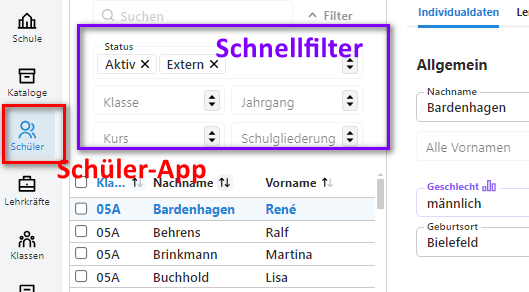 Schule
Kataloge
Schüler
Lehrkräfte
Klassen
Suchen
Filter
Schnellfilter
Status
Aktiv
Extern
Klasse
Jahrgang
Kurs
Schulgliederung
Schüler-App
Kla...
Nachname
Vorname
05A Bardenhagen René
05A Behrens Ralf
05A Brinkmann Martina
05A Buchhold Lisa
Individualdaten
Allgemein
Nachname
Bardenhagen
Alle Vornamen
Geschlecht
männlich
Geburtsort
Bielefeld